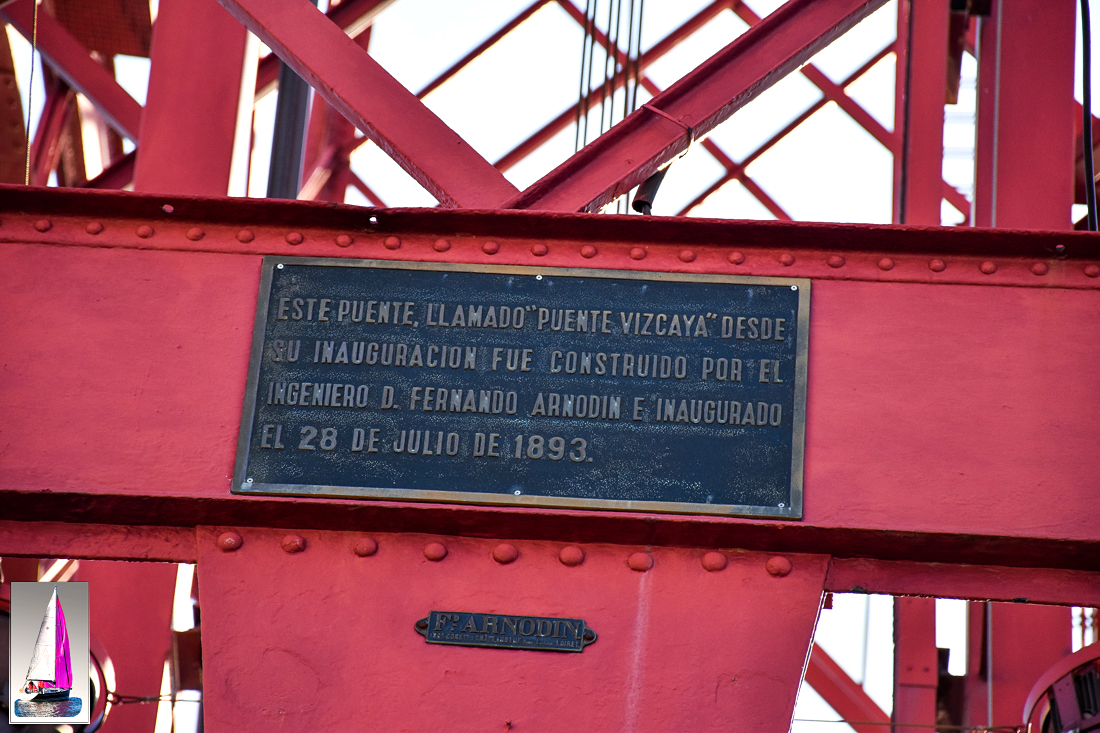 ESTE PUENTE, LLAMADO "PUENTE VIZCAYA" DESDE
SU INAUGURACION FUE CONSTRUIDO POR EL
INGENIERO D. FERNANDO ARNODIN E INAUGURADO
EL 28 DE JULIO DE 1893.
Fd. ARNODIN